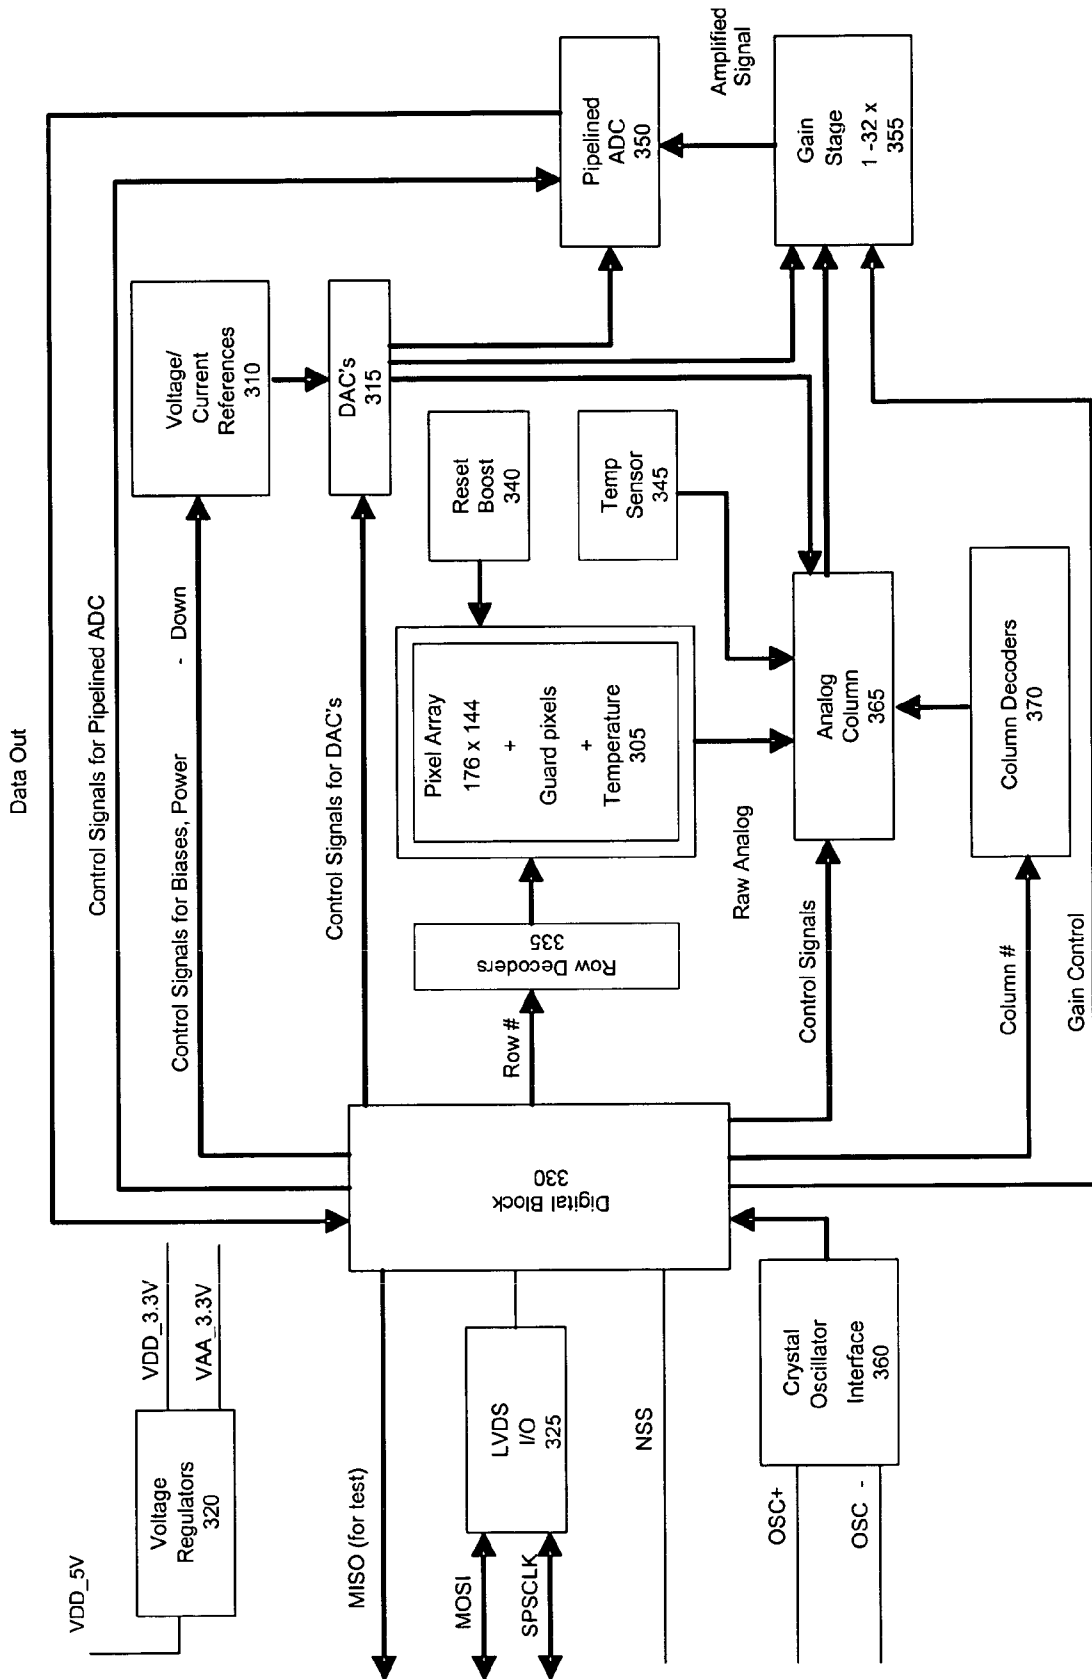 VDD_5V
Voltage
Regulators
320
VDD_3.3V
VAA_3.3V
Data Out
Control Signals for Pipelined ADC
Control Signals for Biases, Power - Down
Voltage/
Current
References
310
Control Signals for DAC's
DAC's
315
Pipelined
ADC
350
Amplified
Signal
Gain
Stage
1 -32 x
355
MISO (for test)
MOSI
SPSCLK
LVDS
I/O
325
NSS
Digital Block
330
Row #
Row Decoders
335
Pixel Array
176 x 144
+
Guard pixels
+
Temperature
305
Reset
Boost
340
Temp
Sensor
345
Raw Analog
Control Signals
Analog
Column
365
OSC+
OSC -
Crystal
Oscillator
Interface
360
Column #
Column Decoders
370
Gain Control